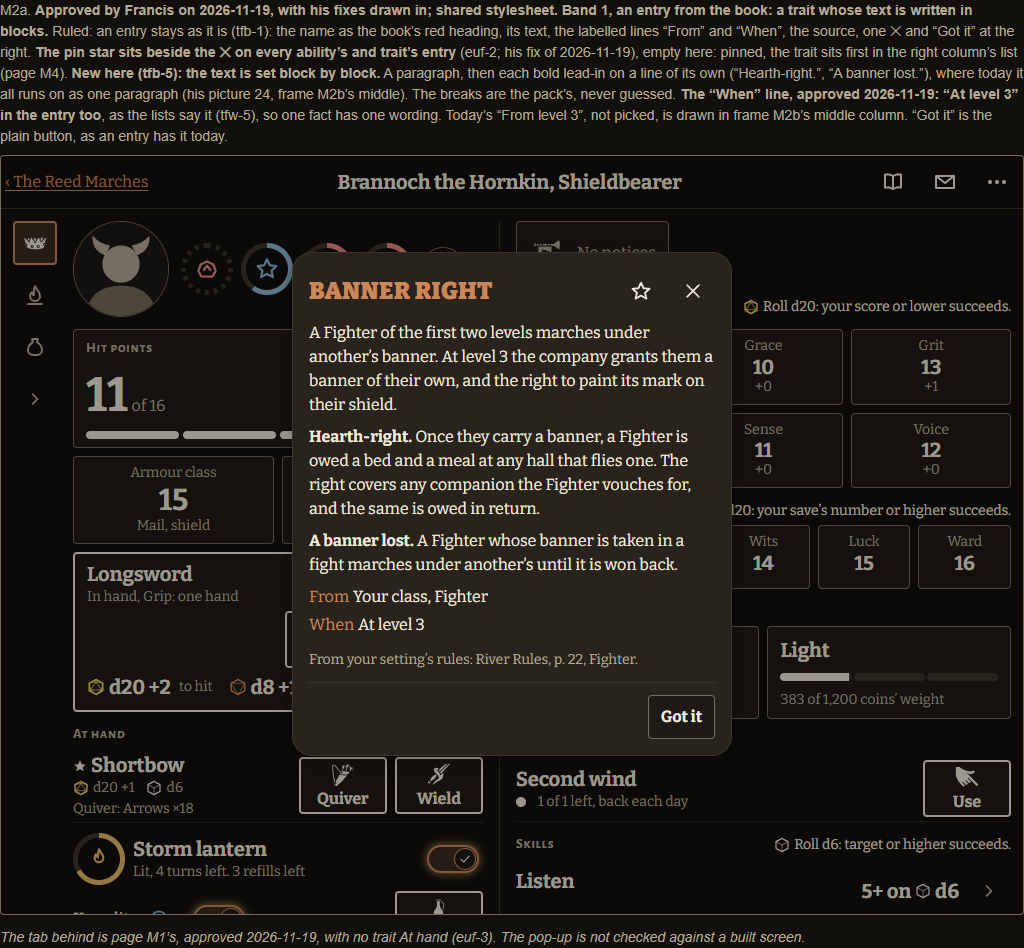 M2a. Approved by Francis on 2026-11-19, with his fixes drawn in; shared stylesheet. Band 1, an entry from the book: a trait whose text is written in
blocks. Ruled: an entry stays as it is (tfb-1): the name as the book's red heading, its text, the labelled lines “From” and “When”, the source, one ✕ and “Got it” at the
right. The pin star sits beside the ✕ on every ability's and trait's entry (euf-2; his fix of 2026-11-19), empty here: pinned, the trait sits first in the right column's list
(page M4). New here (tfb-5): the text is set block by block. A paragraph, then each bold lead-in on a line of its own (“Hearth-right.”, “A banner lost.”), where today it
all runs on as one paragraph (his picture 24, frame M2b's middle). The breaks are the pack's, never guessed. The “When” line, approved 2026-11-19: “At level 3”
in the entry too, as the lists say it (tfw-5), so one fact has one wording. Today's “From level 3”, not picked, is drawn in frame M2b's middle column. “Got it” is the
plain button, as an entry has it today.
‹ The Reed Marches
Brannoch the Hornkin, Shieldbearer
No notices
BANNER RIGHT
A Fighter of the first two levels marches under
another's banner. At level 3 the company grants them a
banner of their own, and the right to paint its mark on
their shield.
Hearth-right. Once they carry a banner, a Fighter is
owed a bed and a meal at any hall that flies one. The
right covers any companion the Fighter vouches for,
and the same is owed in return.
A banner lost. A Fighter whose banner is taken in a
fight marches under another's until it is won back.
From Your class, Fighter
When At level 3
From your setting's rules: River Rules, p. 22, Fighter.
Got it
HIT POINTS
11 of 16
Armour class
15
Mail, shield
Longsword
In hand, Grip: one hand
d20 +2 to hit
d8
AT HAND
★ Shortbow
d20 +1 d6
Quiver: Arrows ×18
Quiver
Wield
Storm lantern
Lit, 4 turns left. 3 refills left
Roll d20: your score or lower succeeds.
Grace
10
+0
Grit
13
+1
Sense
11
+0
Voice
12
+0
d20: your save's number or higher succeeds.
Wits
14
Luck
15
Ward
16
Light
383 of 1,200 coins' weight
Second wind
1 of 1 left, back each day
Use
SKILLS
Roll d6: target or higher succeeds.
Listen
5+ on d6
The tab behind is page M1's, approved 2026-11-19, with no trait At hand (euf-3). The pop-up is not checked against a built screen.